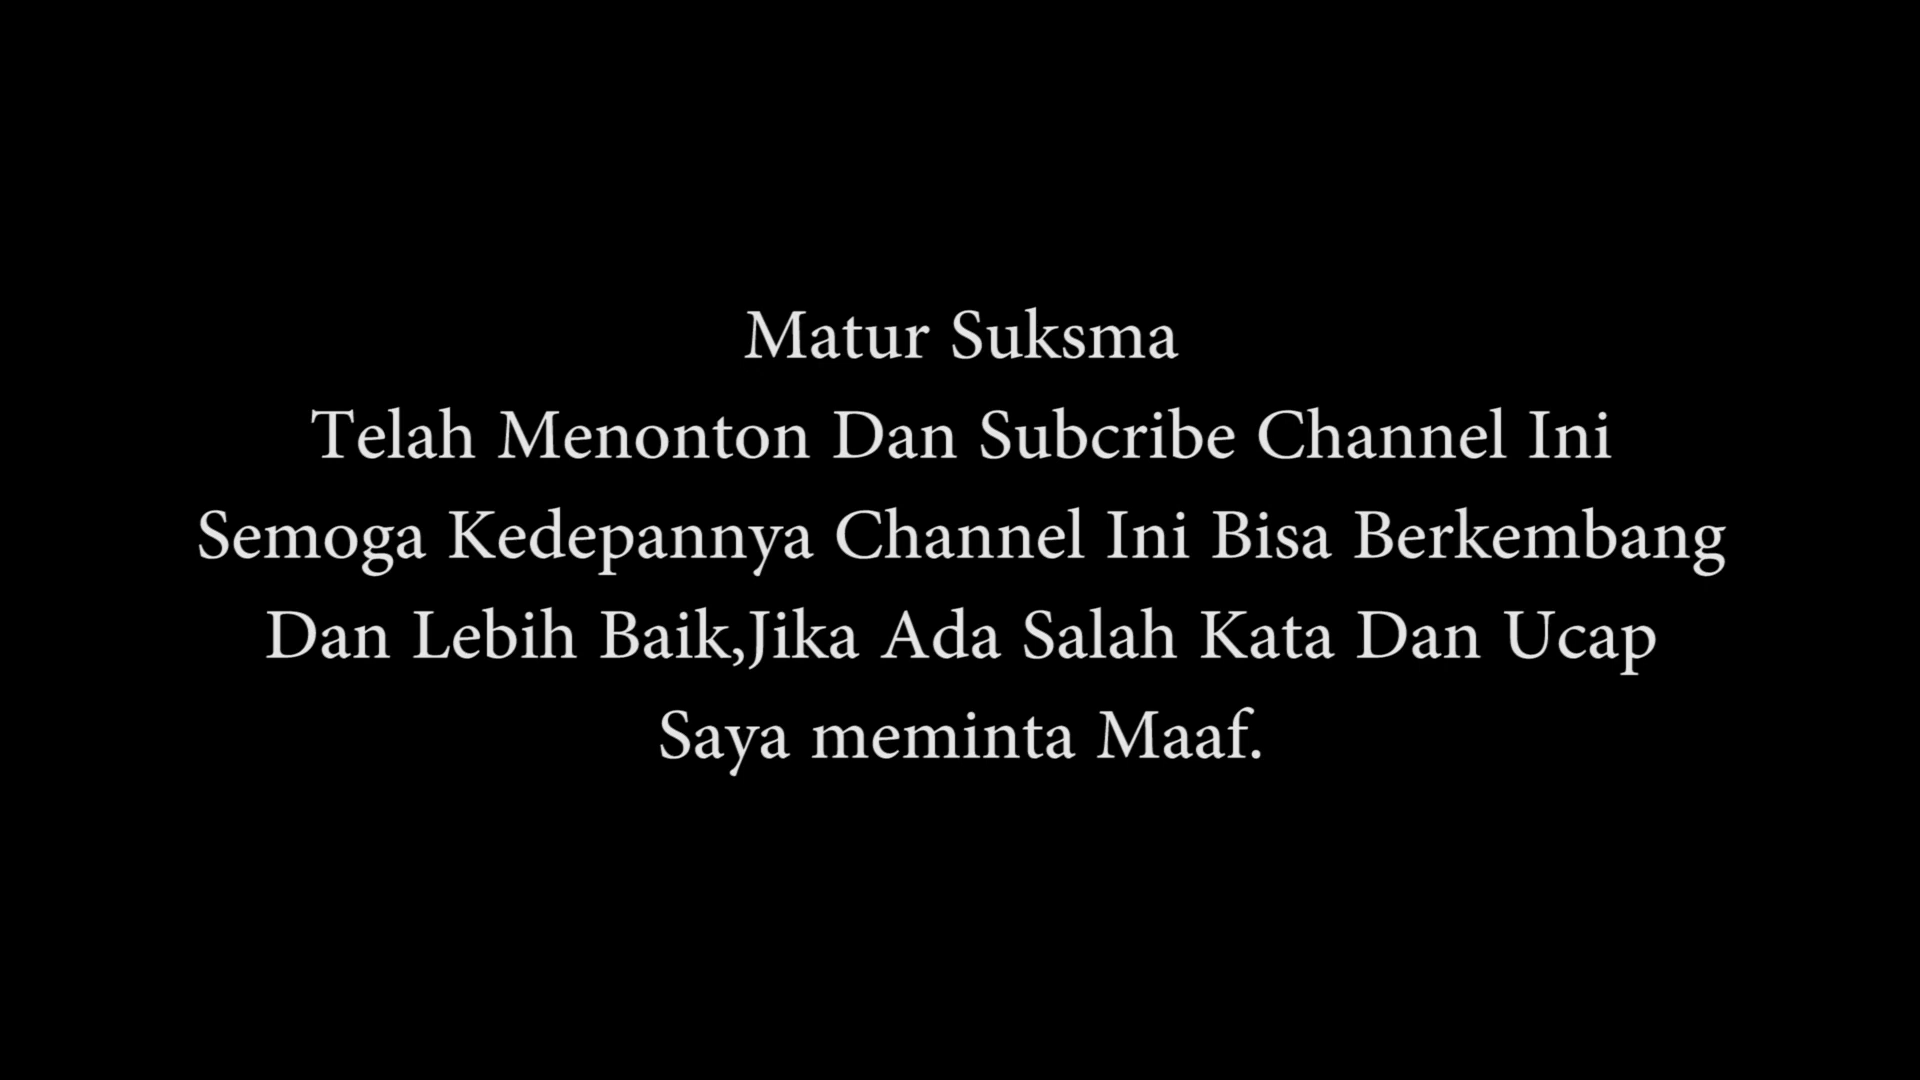 Matur Suksma
Telah Menonton Dan Subcribe Channel Ini
Semoga Kedepannya Channel Ini Bisa Berkembang
Dan Lebih Baik,Jika Ada Salah Kata Dan Ucap
Saya meminta Maaf.